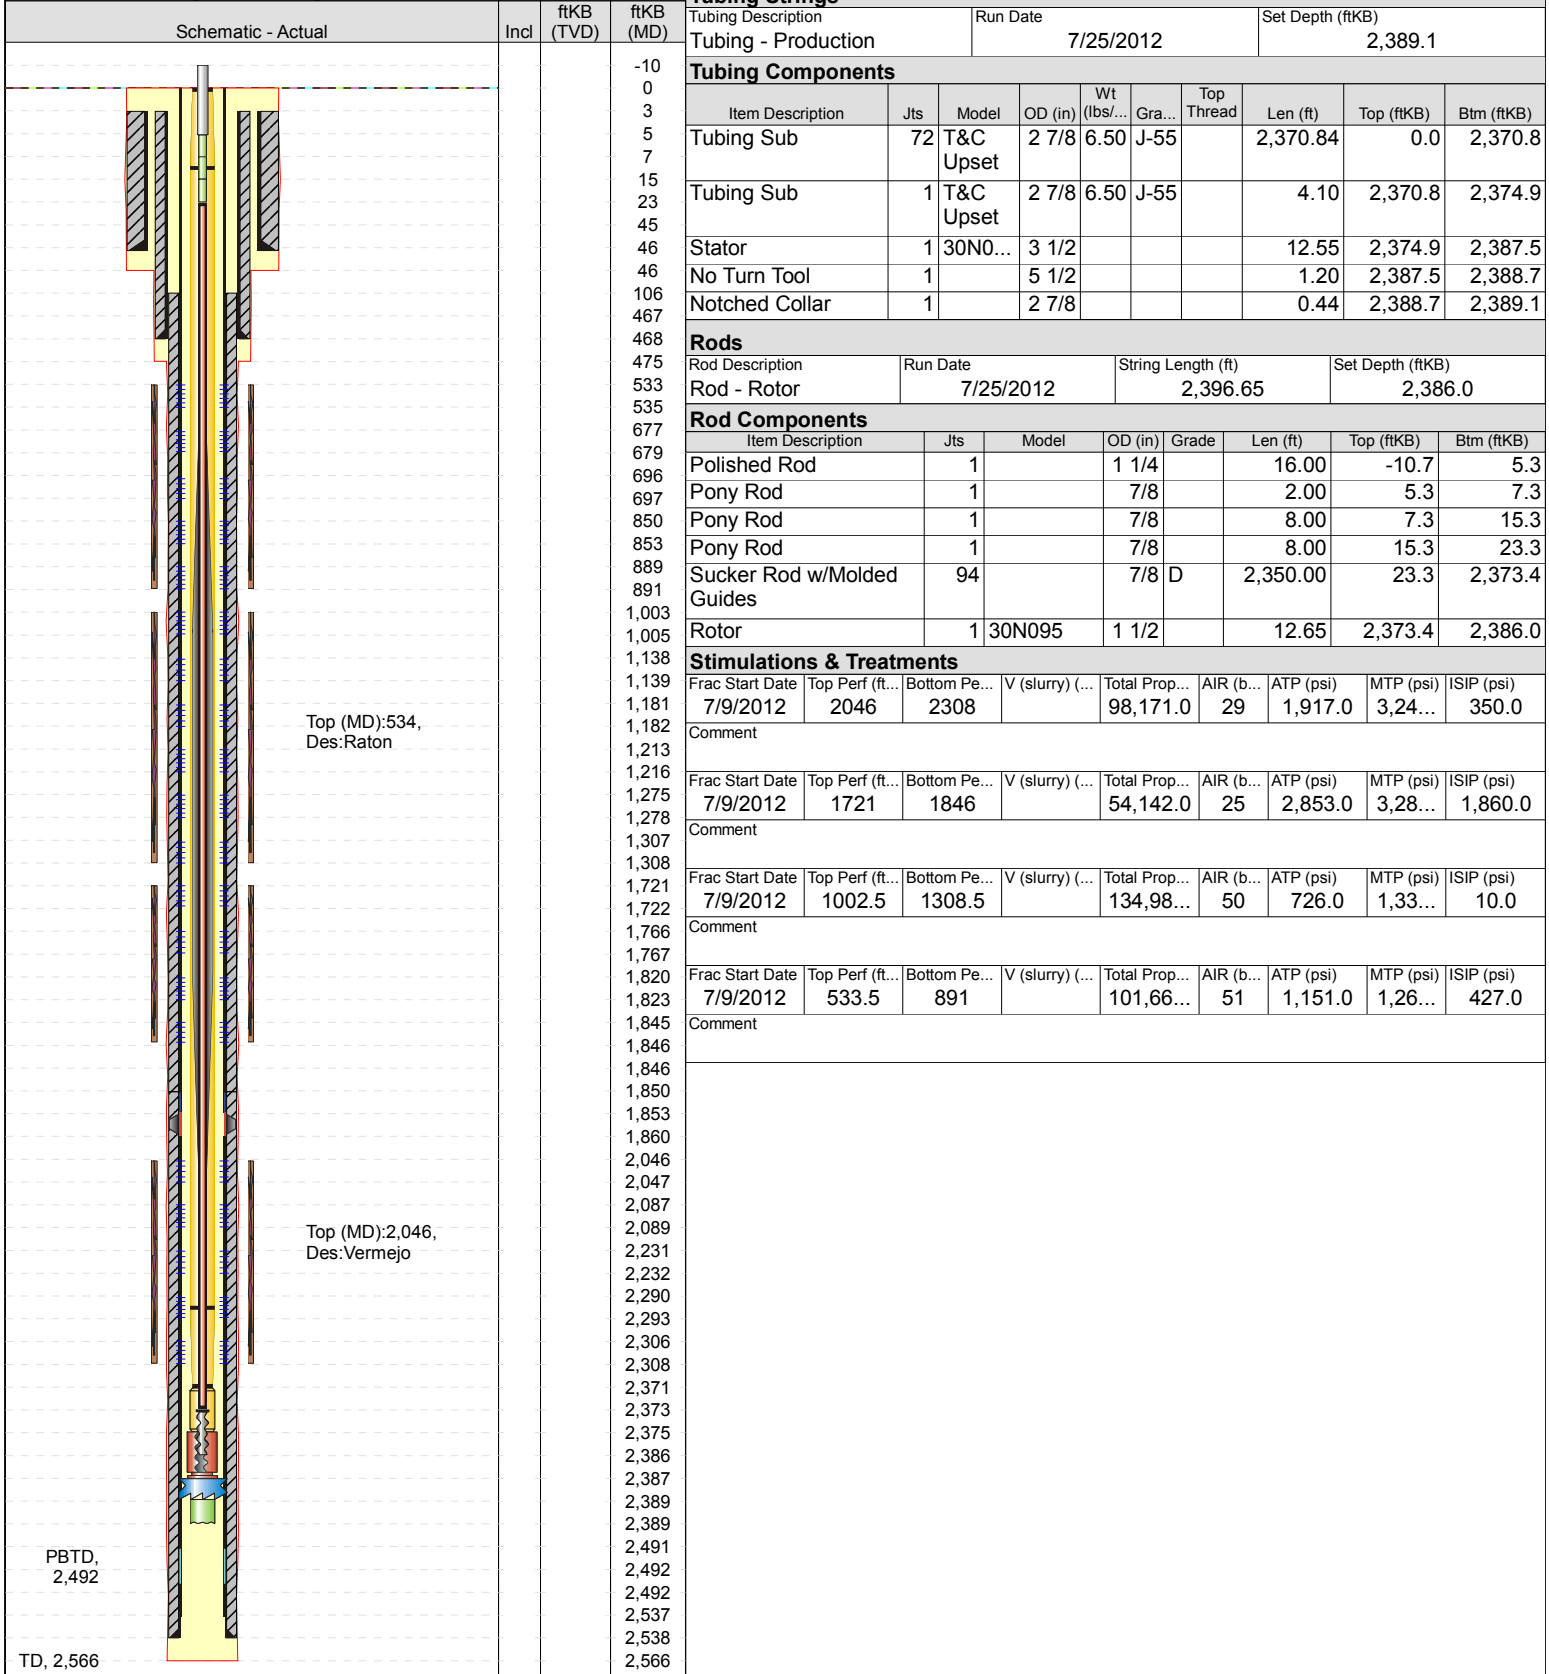 Schematic - Actual
Incl
ftKB (TVD)
ftKB (MD)
-10
0
3
5
7
15
23
45
46
46
106
467
468
475
533
535
677
679
696
697
850
853
889
891
1,003
1,005
1,138
1,139
1,181
1,182
1,213
1,216
1,275
1,278
1,307
1,308
1,721
1,722
1,766
1,767
1,820
1,823
1,845
1,846
1,846
1,850
1,853
1,860
2,046
2,047
2,087
2,089
2,231
2,232
2,290
2,293
2,306
2,308
2,371
2,373
2,375
2,386
2,387
2,389
2,389
2,491
2,492
2,492
2,537
2,538
2,566
Top (MD):534,
Des:Raton
Top (MD):2,046,
Des:Vermejo
PBTD,
2,492
TD, 2,566
Tubing Strings
Tubing Description Run Date Set Depth (ftKB)
Tubing - Production 7/25/2012 2,389.1
Tubing Components
Item Description Jts Model OD (in) Wt (lbs/... Gra... Top Thread Len (ft) Top (ftKB) Btm (ftKB)
Tubing Sub 72 T&C Upset 2 7/8 6.50 J-55 2,370.84 0.0 2,370.8
Tubing Sub 1 T&C Upset 2 7/8 6.50 J-55 4.10 2,370.8 2,374.9
Stator 1 30N0... 3 1/2 12.55 2,374.9 2,387.5
No Turn Tool 1 5 1/2 1.20 2,387.5 2,388.7
Notched Collar 1 2 7/8 0.44 2,388.7 2,389.1
Rods
Rod Description Run Date String Length (ft) Set Depth (ftKB)
Rod - Rotor 7/25/2012 2,396.65 2,386.0
Rod Components
Item Description Jts Model OD (in) Grade Len (ft) Top (ftKB) Btm (ftKB)
Polished Rod 1 1 1/4 16.00 -10.7 5.3
Pony Rod 1 7/8 2.00 5.3 7.3
Pony Rod 1 7/8 8.00 7.3 15.3
Pony Rod 1 7/8 8.00 15.3 23.3
Sucker Rod w/Molded Guides 94 7/8 D 2,350.00 23.3 2,373.4
Rotor 1 30N095 1 1/2 12.65 2,373.4 2,386.0
Stimulations & Treatments
Frac Start Date Top Perf (ft... Bottom Pe... V (slurry) (... Total Prop... AIR (b... ATP (psi) MTP (psi) ISIP (psi)
7/9/2012 2046 2308 98,171.0 29 1,917.0 3,24... 350.0
Comment
Frac Start Date Top Perf (ft... Bottom Pe... V (slurry) (... Total Prop... AIR (b... ATP (psi) MTP (psi) ISIP (psi)
7/9/2012 1721 1846 54,142.0 25 2,853.0 3,28... 1,860.0
Comment
Frac Start Date Top Perf (ft... Bottom Pe... V (slurry) (... Total Prop... AIR (b... ATP (psi) MTP (psi) ISIP (psi)
7/9/2012 1002.5 1308.5 134,98... 50 726.0 1,33... 10.0
Comment
Frac Start Date Top Perf (ft... Bottom Pe... V (slurry) (... Total Prop... AIR (b... ATP (psi) MTP (psi) ISIP (psi)
7/9/2012 533.5 891 101,66... 51 1,151.0 1,26... 427.0
Comment